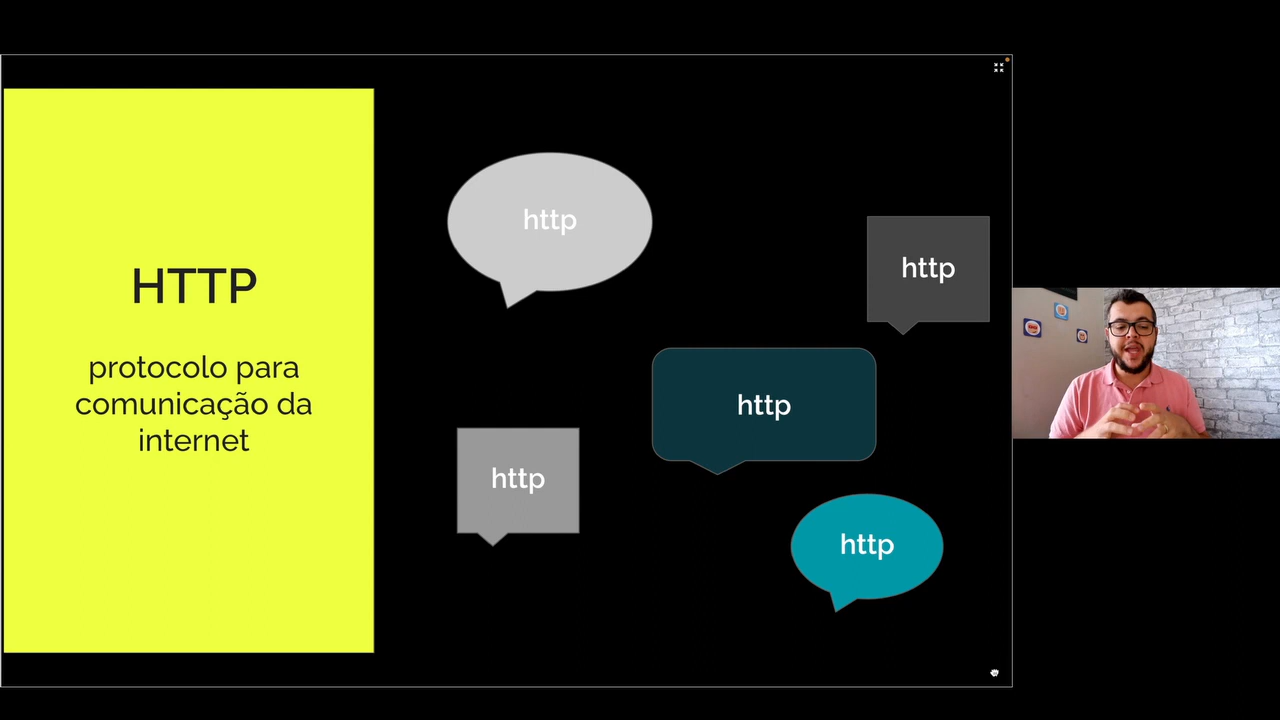 HTTP
protocolo para
comunicação da
internet
http
http
http
http
http